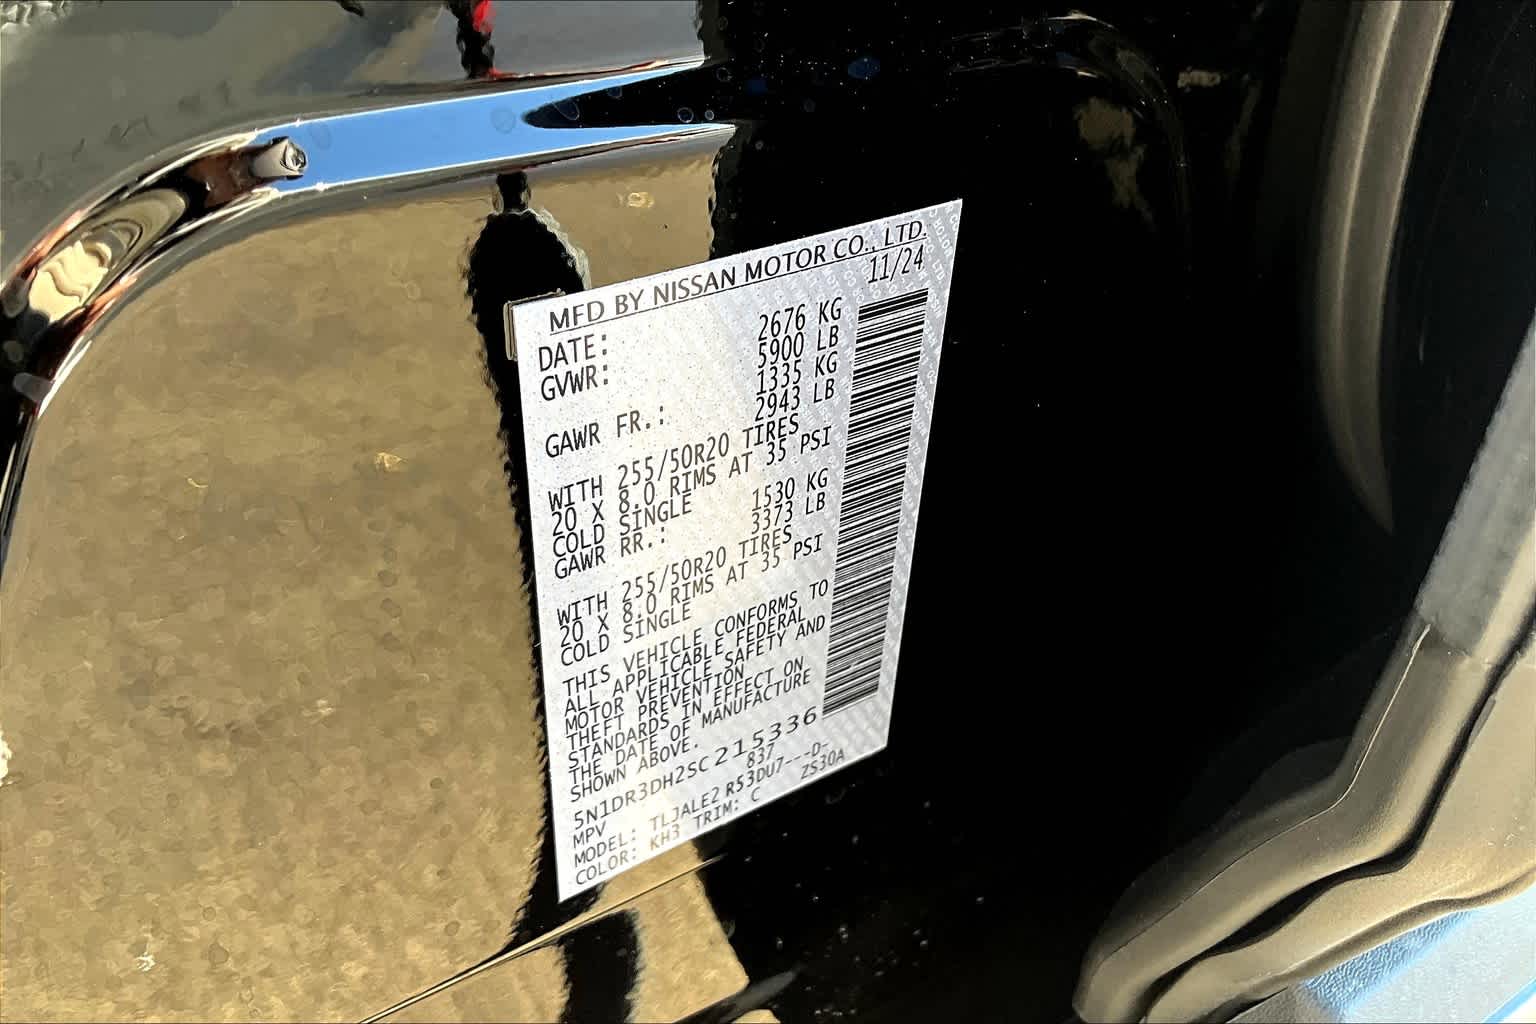 MFD BY NISSAN MOTOR CO., LTD.
DATE: 11/24
GVWR: 2676 KG
5900 LB
GAWR FR.: 1335 KG
2943 LB
WITH 255/50R20 TIRES
20 X 8.0 RIMS AT 35 PSI
COLD SINGLE
GAWR RR.: 1530 KG
3373 LB
WITH 255/50R20 TIRES
20 X 8.0 RIMS AT 35 PSI
COLD SINGLE
THIS VEHICLE CONFORMS TO
ALL APPLICABLE FEDERAL
MOTOR VEHICLE SAFETY AND
THEFT PREVENTION
STANDARDS IN EFFECT ON
THE DATE OF MANUFACTURE
SHOWN ABOVE.
5N1DR3DH2SC215336
MPV 837
MODEL: TLJALE2 R53DU7---D-
COLOR: KH3 TRIM: C ZS30A